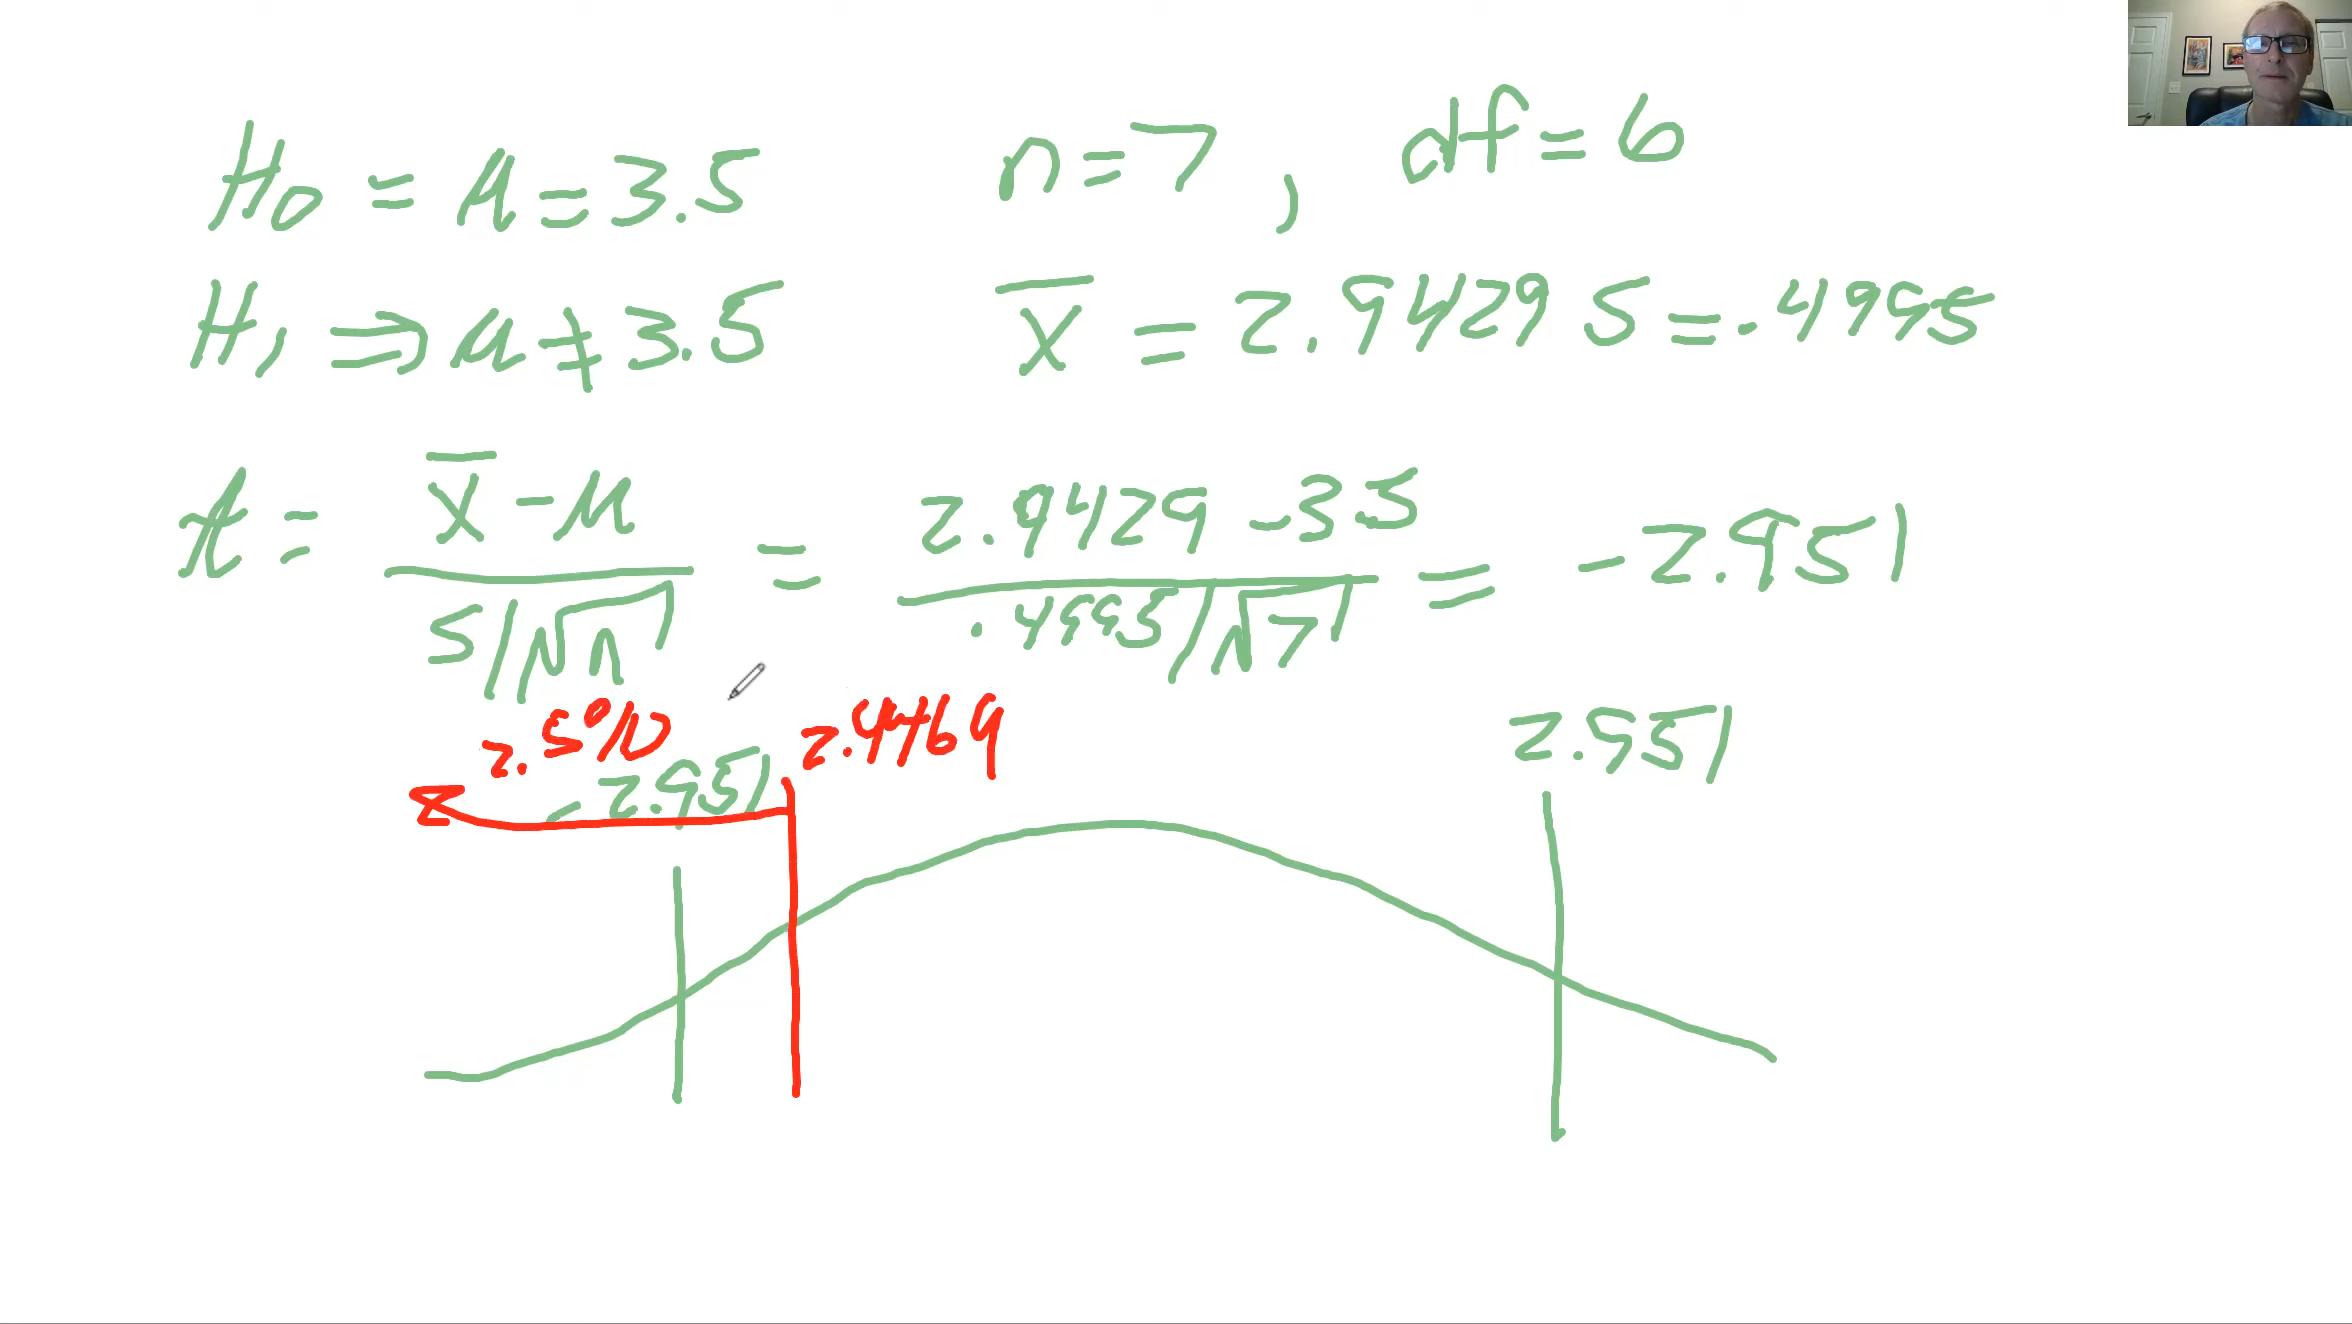 H0 = μ = 3.5
n = 7, df = 6
H1 ⇒ μ ≠ 3.5
x̄ = 2.9429 S = .4995
t = x̄ - μ / S/√n = 2.9429 - 3.5 / .4995/√7 = -2.951
2.5%
2.4469
2.951
-2.951